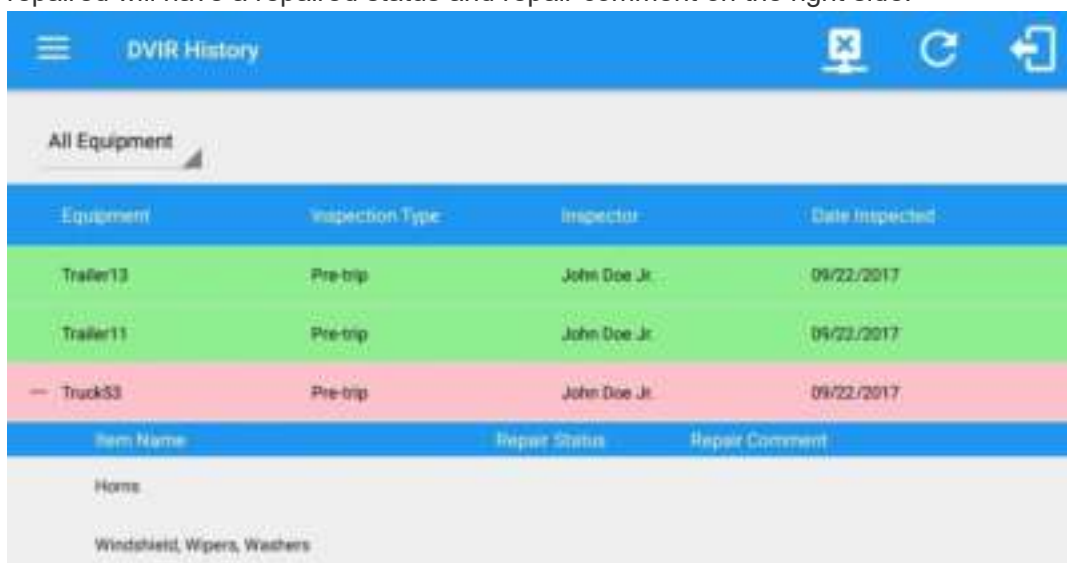 repaired will have a repaired status and repair comment on the right side.
DVIR History
All Equipment
Equipment Inspection Type Inspector Date Inspected
Trailer13 Pre-trip John Doe Jr. 09/22/2017
Trailer11 Pre-trip John Doe Jr. 09/22/2017
— Truck53 Pre-trip John Doe Jr. 09/22/2017
Item Name Repair Status Repair Comment
Horns
Windshield, Wipers, Washers